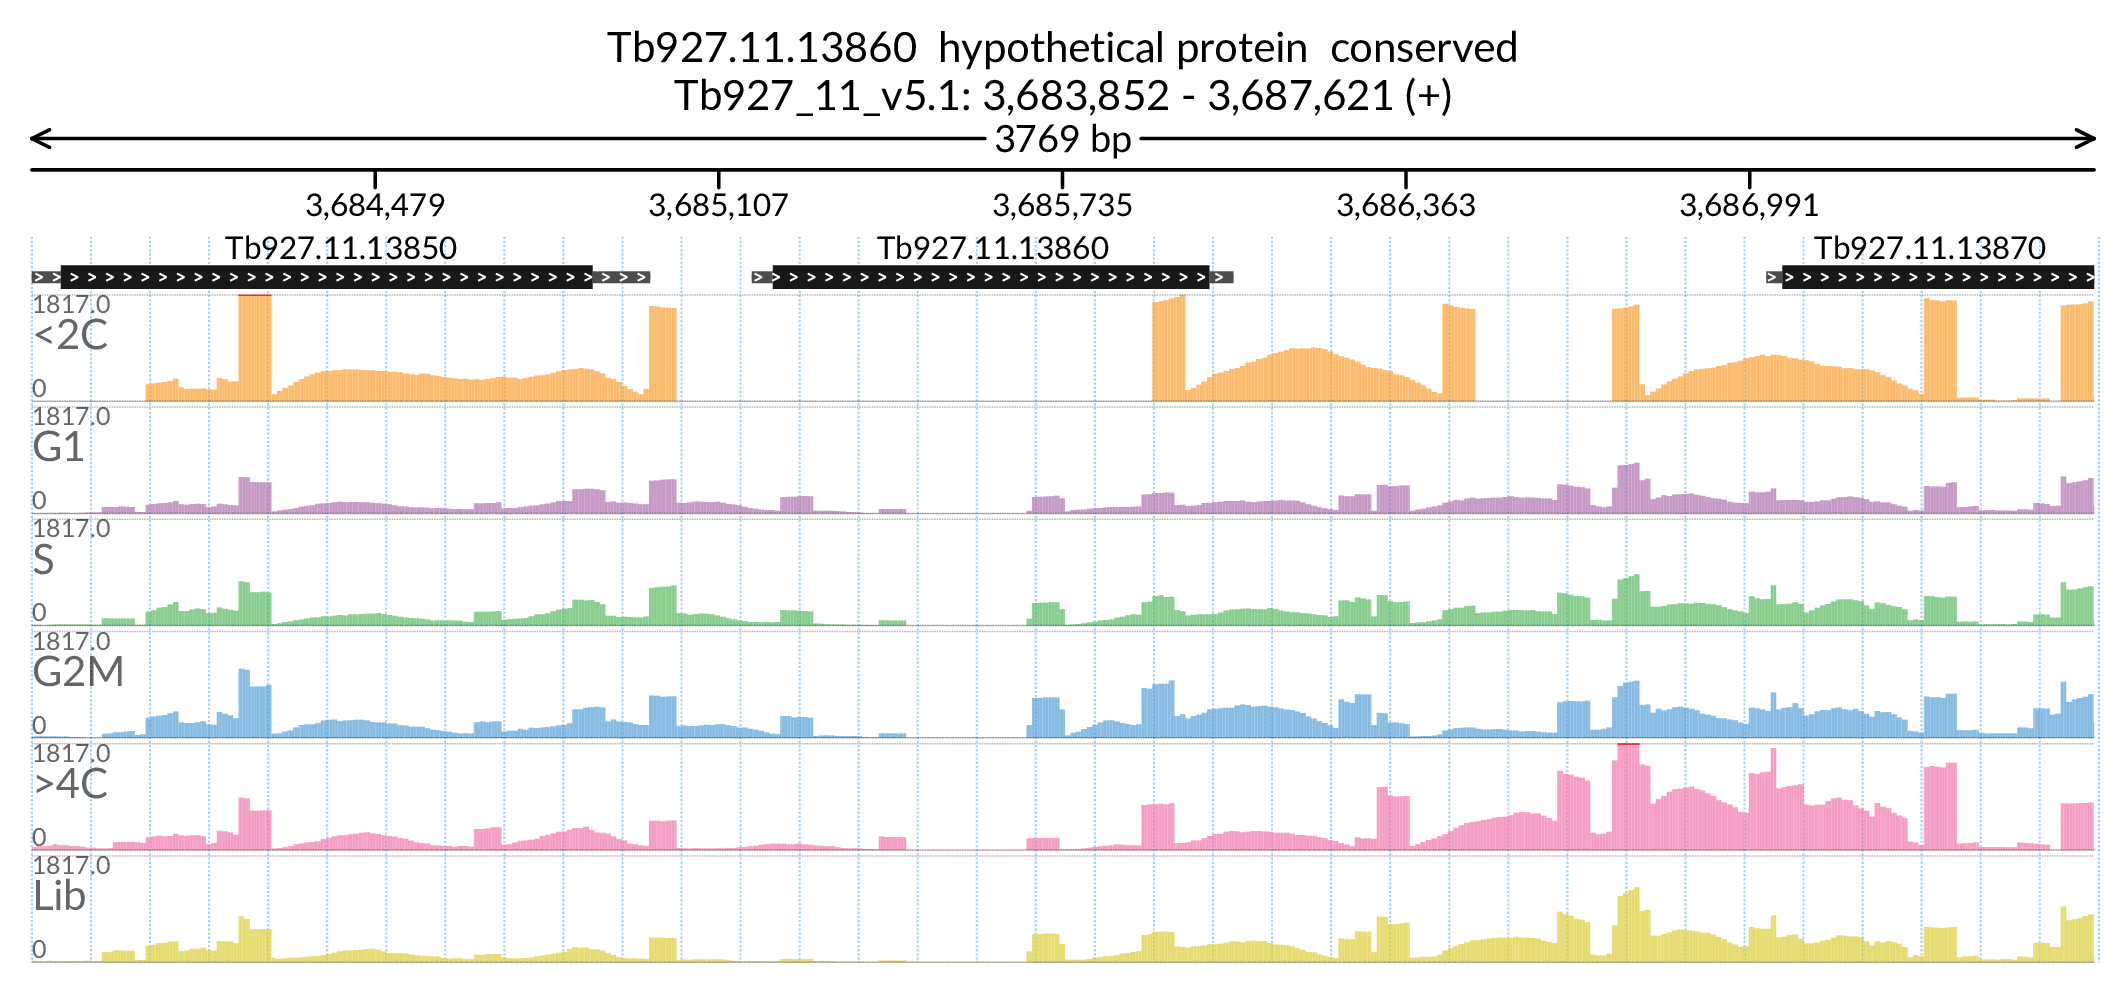 Tb927.11.13860  hypothetical protein  conserved
Tb927_11_v5.1: 3,683,852 - 3,687,621 (+)
3769 bp
3,684,479 3,685,107 3,685,735 3,686,363 3,686,991
Tb927.11.13850 Tb927.11.13860 Tb927.11.13870
1817.0
<2C
0
1817.0
G1
0
1817.0
S
0
1817.0
G2M
0
1817.0
>4C
0
1817.0
Lib
0